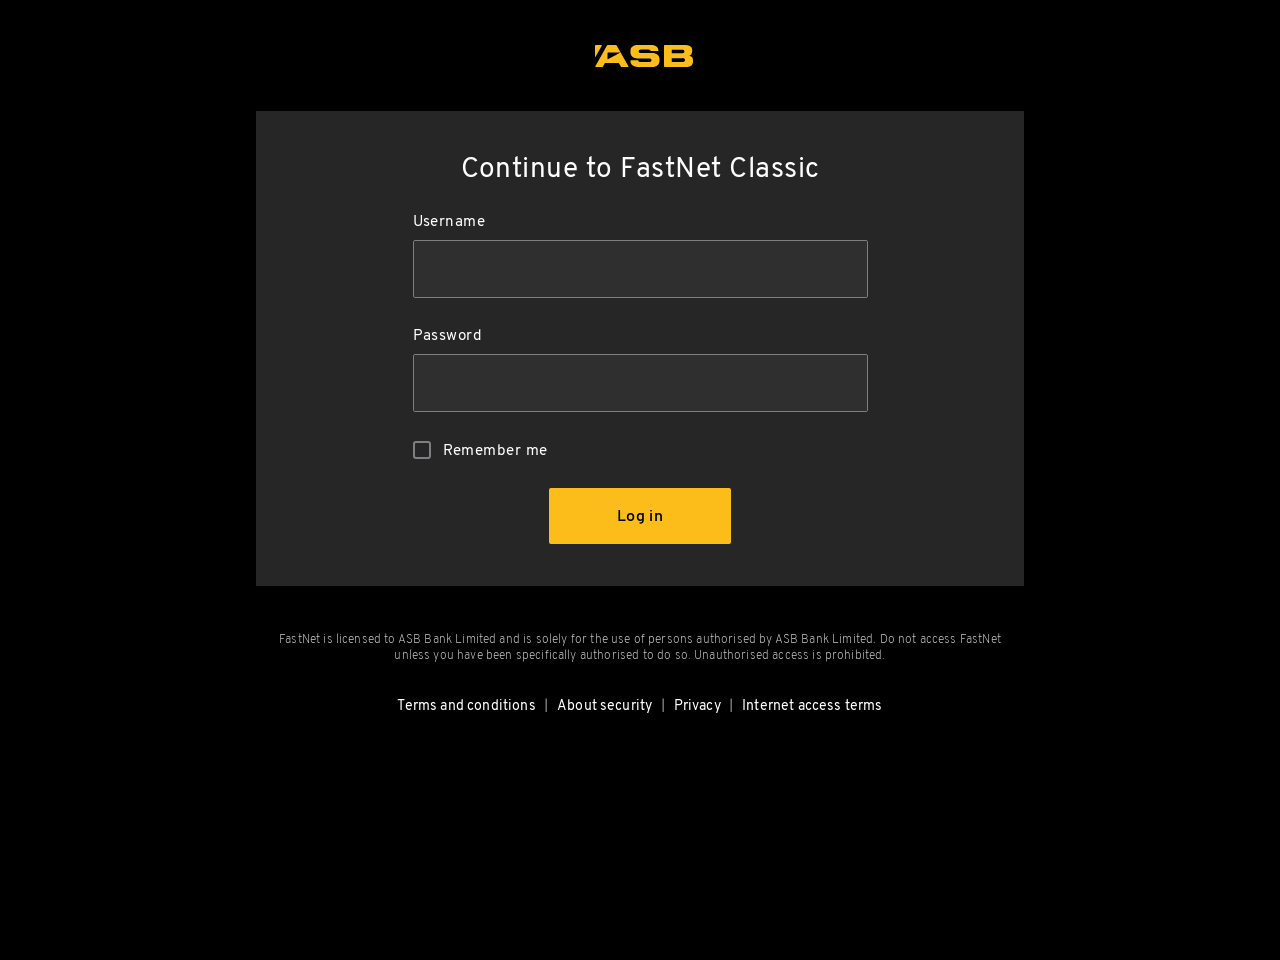 ASB
Continue to FastNet Classic
Username
Password
Remember me
Log in
FastNet is licensed to ASB Bank Limited and is solely for the use of persons authorised by ASB Bank Limited. Do not access FastNet
unless you have been specifically authorised to do so. Unauthorised access is prohibited.
Terms and conditions | About security | Privacy | Internet access terms